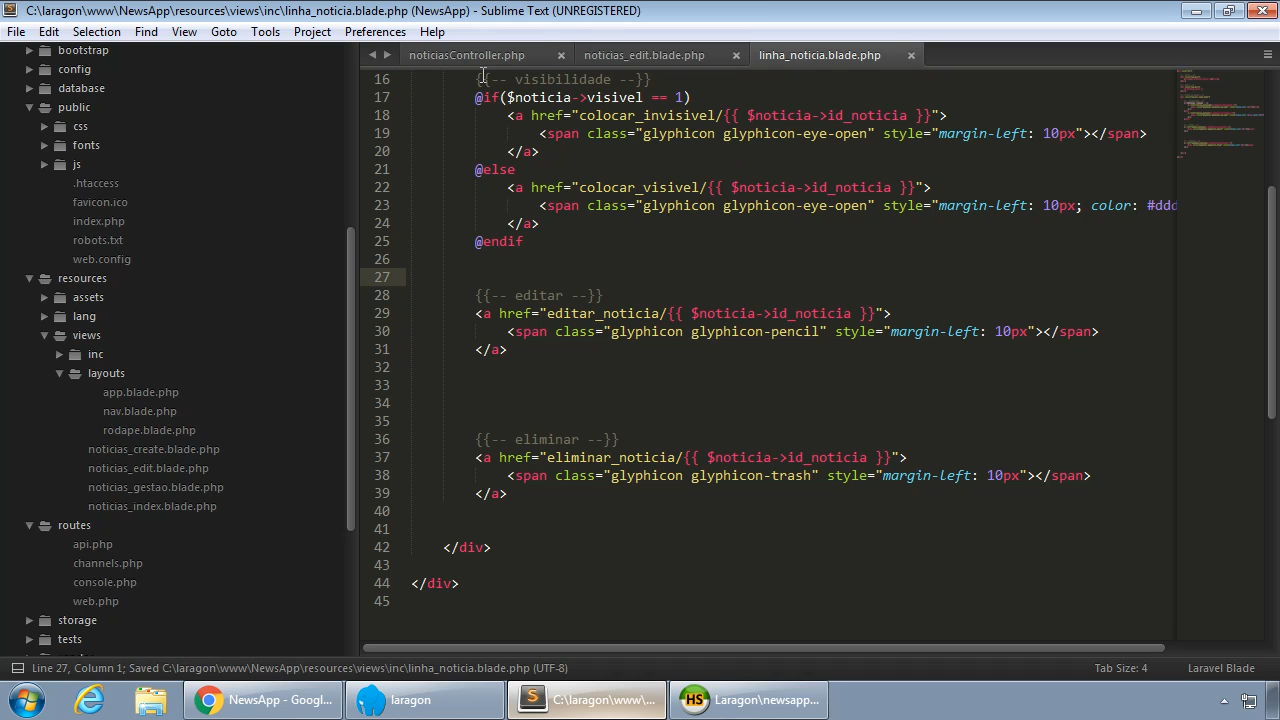 C:\laragon\www\NewsApp\resources\views\inc\linha_noticia.blade.php (NewsApp) - Sublime Text (UNREGISTERED)
File Edit Selection Find View Goto Tools Project Preferences Help
bootstrap
config
database
public
css
fonts
js
.htaccess
favicon.ico
index.php
robots.txt
web.config
resources
assets
lang
views
inc
layouts
app.blade.php
nav.blade.php
rodape.blade.php
noticias_create.blade.php
noticias_edit.blade.php
noticias_gestao.blade.php
noticias_index.blade.php
routes
api.php
channels.php
console.php
web.php
storage
tests
noticiasController.php noticias_edit.blade.php linha_noticia.blade.php
16 {{-- visibilidade --}}
17 @if($noticia->visivel == 1)
18 <a href="colocar_invisivel/{{ $noticia->id_noticia }}">
19 <span class="glyphicon glyphicon-eye-open" style="margin-left: 10px"></span>
20 </a>
21 @else
22 <a href="colocar_visivel/{{ $noticia->id_noticia }}">
23 <span class="glyphicon glyphicon-eye-open" style="margin-left: 10px; color: #ddd
24 </a>
25 @endif
26
27
28 {{-- editar --}}
29 <a href="editar_noticia/{{ $noticia->id_noticia }}">
30 <span class="glyphicon glyphicon-pencil" style="margin-left: 10px"></span>
31 </a>
32
33
34
35
36 {{-- eliminar --}}
37 <a href="eliminar_noticia/{{ $noticia->id_noticia }}">
38 <span class="glyphicon glyphicon-trash" style="margin-left: 10px"></span>
39 </a>
40
41
42 </div>
43
44 </div>
45
Line 27, Column 1; Saved C:\laragon\www\NewsApp\resources\views\inc\linha_noticia.blade.php (UTF-8) Tab Size: 4 Laravel Blade
NewsApp - Googl... laragon C:\laragon\www\... HS Laragon\newsapp...